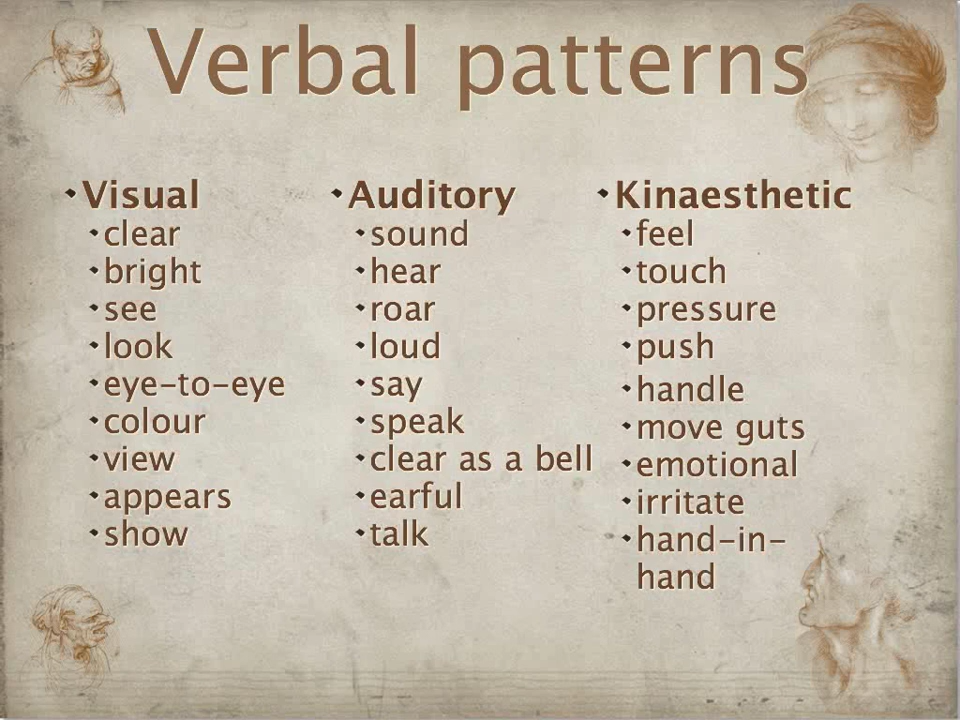 Verbal patterns
Visual
clear
bright
see
look
eye-to-eye
colour
view
appears
show
Auditory
sound
hear
roar
loud
say
speak
clear as a bell
earful
talk
Kinaesthetic
feel
touch
pressure
push
handle
move guts
emotional
irritate
hand-in-
hand